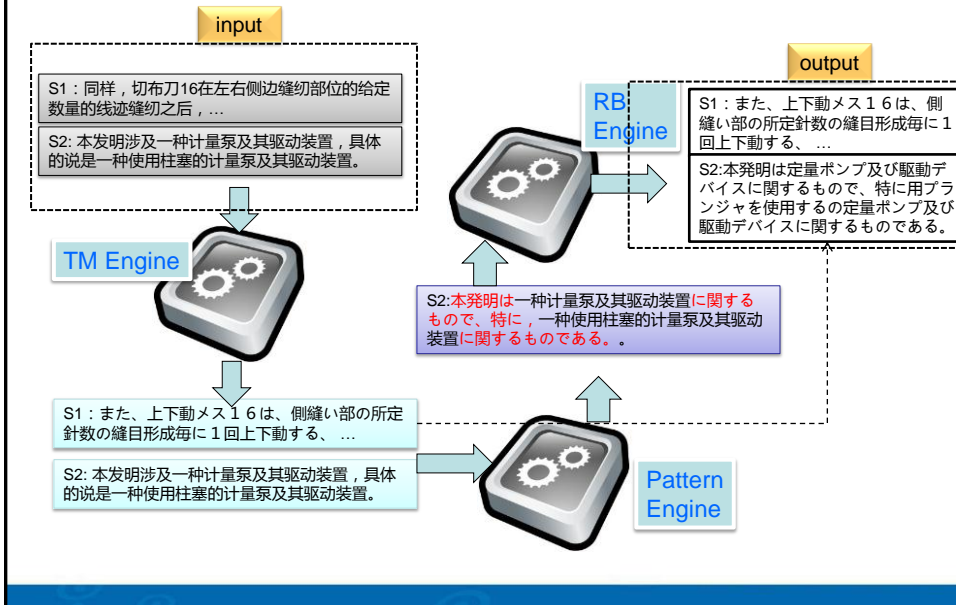 input
S1：同样，切布刀16在左右侧边缝纫部位的给定
数量的线迹缝纫之后，…
S2: 本发明涉及一种计量泵及其驱动装置，具体
的说是一种使用柱塞的计量泵及其驱动装置。
TM Engine
S1：また、上下動メス１６は、側縫い部の所定
針数の縫目形成毎に１回上下動する、 …
S2: 本发明涉及一种计量泵及其驱动装置，具体
的说是一种使用柱塞的计量泵及其驱动装置。
Pattern
Engine
S2:本発明は一种计量泵及其驱动装置に関する
もので、特に，一种使用柱塞的计量泵及其驱动
装置に関するものである。。
RB
Engine
output
S1：また、上下動メス１６は、側
縫い部の所定針数の縫目形成毎に１
回上下動する、 …
S2:本発明は定量ポンプ及び駆動デ
バイスに関するもので、特に用プラ
ンジャを使用するの定量ポンプ及び
駆動デバイスに関するものである。